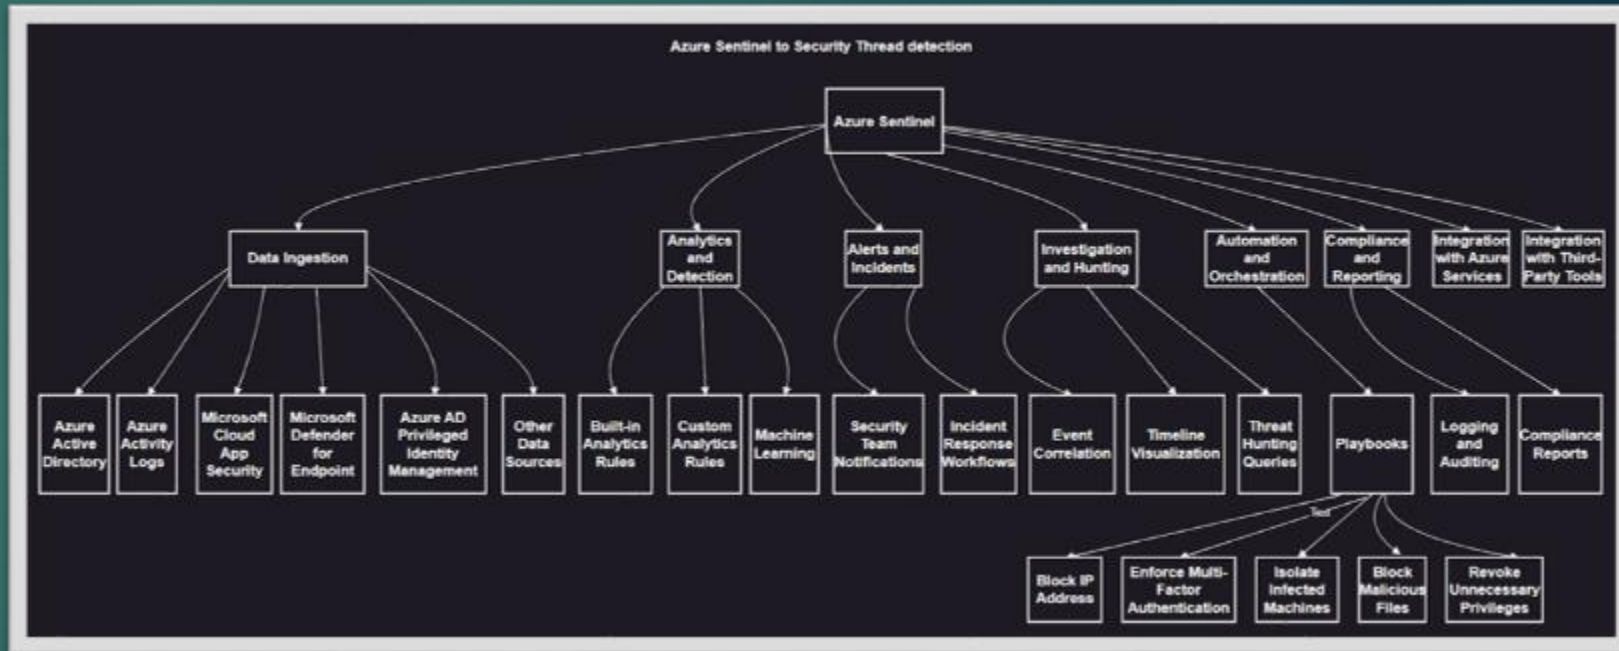 Azure Sentinel to Security Thread detection
Azure Sentinel
Data Ingestion
Analytics
and
Detection
Alerts and
Incidents
Investigation
and Hunting
Automation
and
Orchestration
Compliance
and
Reporting
Integration
with Azure
Services
Integration
with Third-
Party Tools
Azure
Active
Directory
Azure
Activity
Logs
Microsoft
Cloud
App
Security
Microsoft
Defender
for
Endpoint
Azure AD
Privileged
Identity
Management
Other
Data
Sources
Built-in
Analytics
Rules
Custom
Analytics
Rules
Machine
Learning
Security
Team
Notifications
Incident
Response
Workflows
Event
Correlation
Timeline
Visualization
Threat
Hunting
Queries
Playbooks
Logging
and
Auditing
Compliance
Reports
Text
Block IP
Address
Enforce Multi-
Factor
Authentication
Isolate
Infected
Machines
Block
Malicious
Files
Revoke
Unnecessary
Privileges